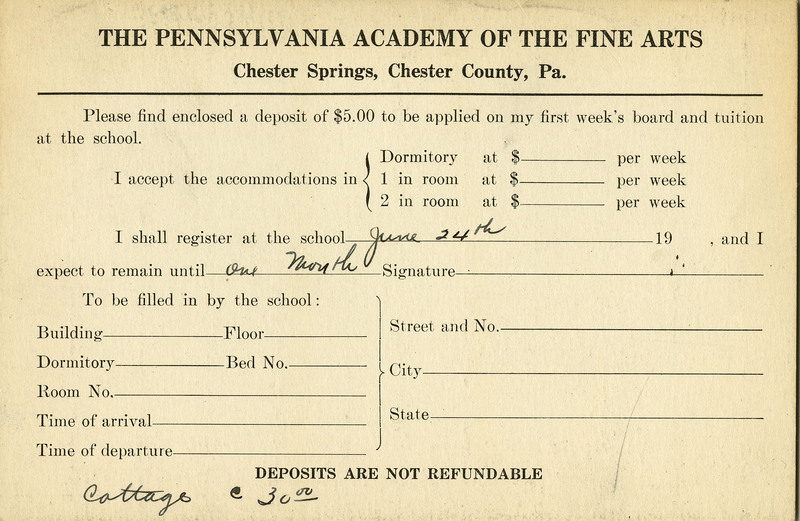 THE PENNSYLVANIA ACADEMY OF THE FINE ARTS
Chester Springs, Chester County, Pa.
Please find enclosed a deposit of $5.00 to be applied on my first week's board and tuition
at the school.
Dormitory at $ per week
I accept the accommodations in 1 in room at $ per week
2 in room at $ per week
I shall register at the school June 24th 19 , and I
expect to remain until one Month Signature
To be filled in by the school:
Building Floor
Street and No.
Dormitory Bed No.
City
Room No.
State
Time of arrival
Time of departure
DEPOSITS ARE NOT REFUNDABLE
Cottage @ 30 00